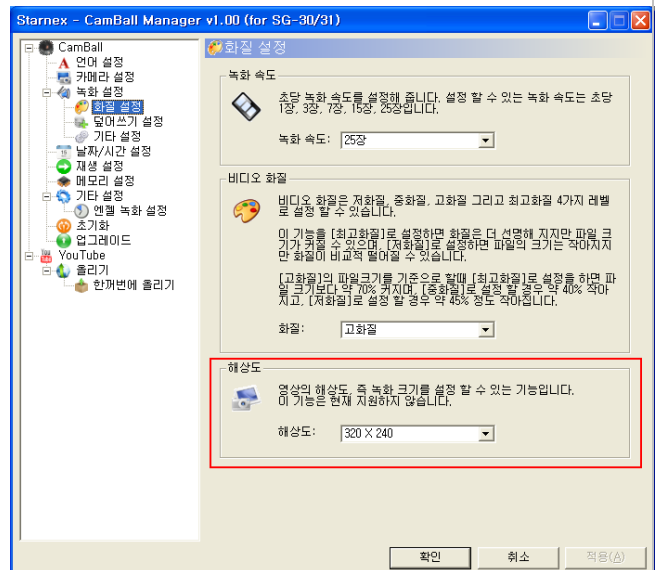 Starnex - CamBall Manager v1.00 (for SG-30/31)
CamBall
언어 설정
카메라 설정
녹화 설정
화질 설정
덮어쓰기 설정
기타 설정
날짜/시간 설정
재생 설정
메모리 설정
기타 설정
엔젤 녹화 설정
초기화
업그레이드
YouTube
올리기
한꺼번에 올리기
화질 설정
녹화 속도
초당 녹화 속도를 설정해 줍니다. 설정 할 수 있는 녹화 속도는 초당
1장, 3장, 7장, 15장, 25장입니다.
녹화 속도: 25장
비디오 화질
비디오 화질은 저화질, 중화질, 고화질 그리고 최고화질 4가지 레벨
로 설정 할 수 있습니다.
이 기능을 [최고화질]로 설정하면 화질은 더 선명해 지지만 파일 크
기가 커질 수 있으며, [저화질]로 설정하면 파일의 크기는 작아지지
만 화질이 비교적 떨어질 수 있습니다.
[고화질]의 파일크기를 기준으로 할때 [최고화질]로 설정을 하면 파
일 크기보다 약 70% 커지며, [중화질]로 설정 할 경우 약 40% 작아
지고, [저화질]로 설정 할 경우 약 45% 정도 작아집니다.
화질: 고화질
해상도
영상의 해상도, 즉 녹화 크기를 설정 할 수 있는 기능입니다.
이 기능은 현재 지원하지 않습니다.
해상도: 320 X 240
확인 취소 적용(A)